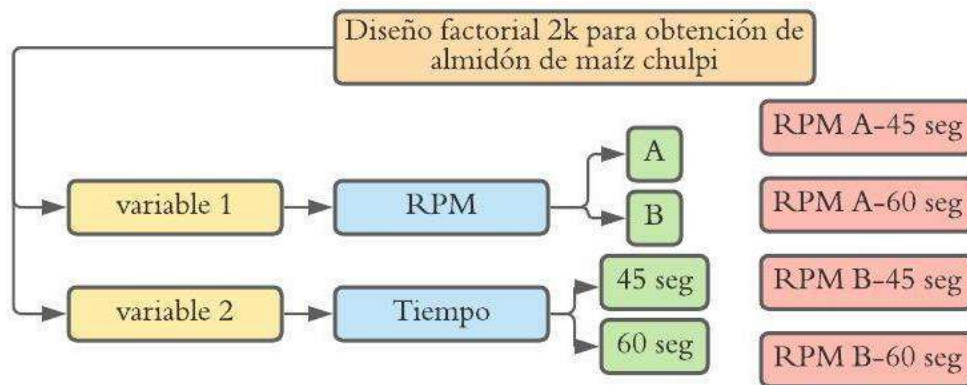 Diseño factorial 2k para obtención de
almidón de maíz chulpi
variable 1
RPM
A
B
variable 2
Tiempo
45 seg
60 seg
RPM A-45 seg
RPM A-60 seg
RPM B-45 seg
RPM B-60 seg